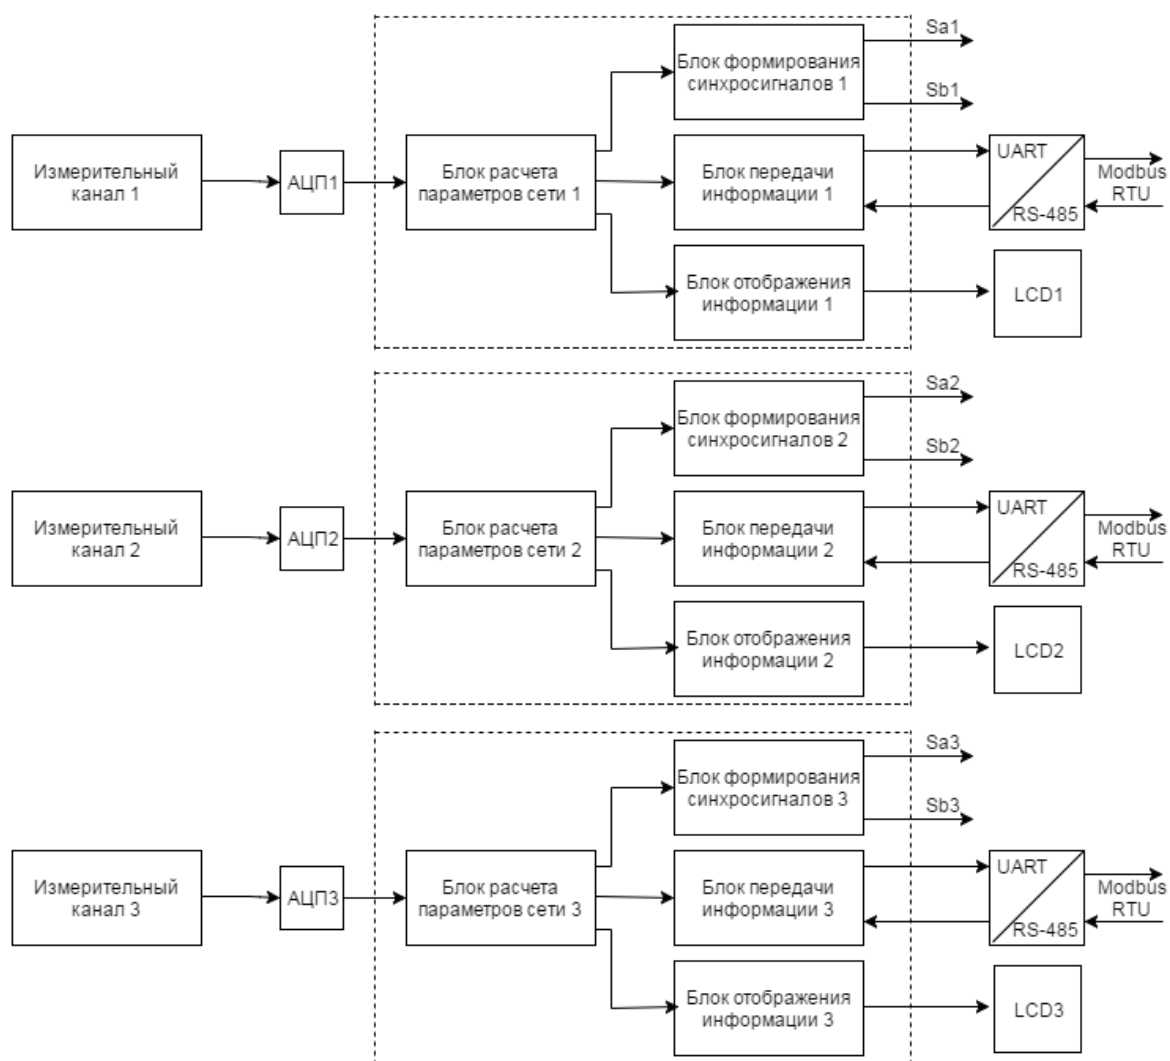 Sa1
Блок формирования
синхросигналов 1
Sb1
Измерительный
канал 1
АЦП1
Блок расчета
параметров сети 1
Блок передачи
информации 1
UART
RS-485
Modbus
RTU
Блок отображения
информации 1
LCD1
Sa2
Блок формирования
синхросигналов 2
Sb2
Измерительный
канал 2
АЦП2
Блок расчета
параметров сети 2
Блок передачи
информации 2
UART
RS-485
Modbus
RTU
Блок отображения
информации 2
LCD2
Sa3
Блок формирования
синхросигналов 3
Sb3
Измерительный
канал 3
АЦП3
Блок расчета
параметров сети 3
Блок передачи
информации 3
UART
RS-485
Modbus
RTU
Блок отображения
информации 3
LCD3